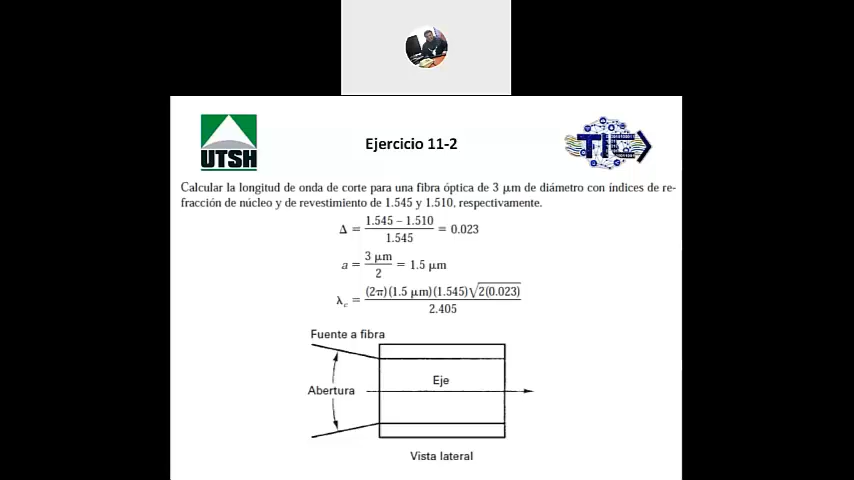 UTSH
Ejercicio 11-2
TIC
Calcular la longitud de onda de corte para una fibra óptica de 3 μm de diámetro con índices de re-
fracción de núcleo y de revestimiento de 1.545 y 1.510, respectivamente.
Δ = 1.545 – 1.510 / 1.545 = 0.023
a = 3 μm / 2 = 1.5 μm
λc = (2π)(1.5 μm)(1.545)√2(0.023) / 2.405
Fuente a fibra
Eje
Abertura
Vista lateral